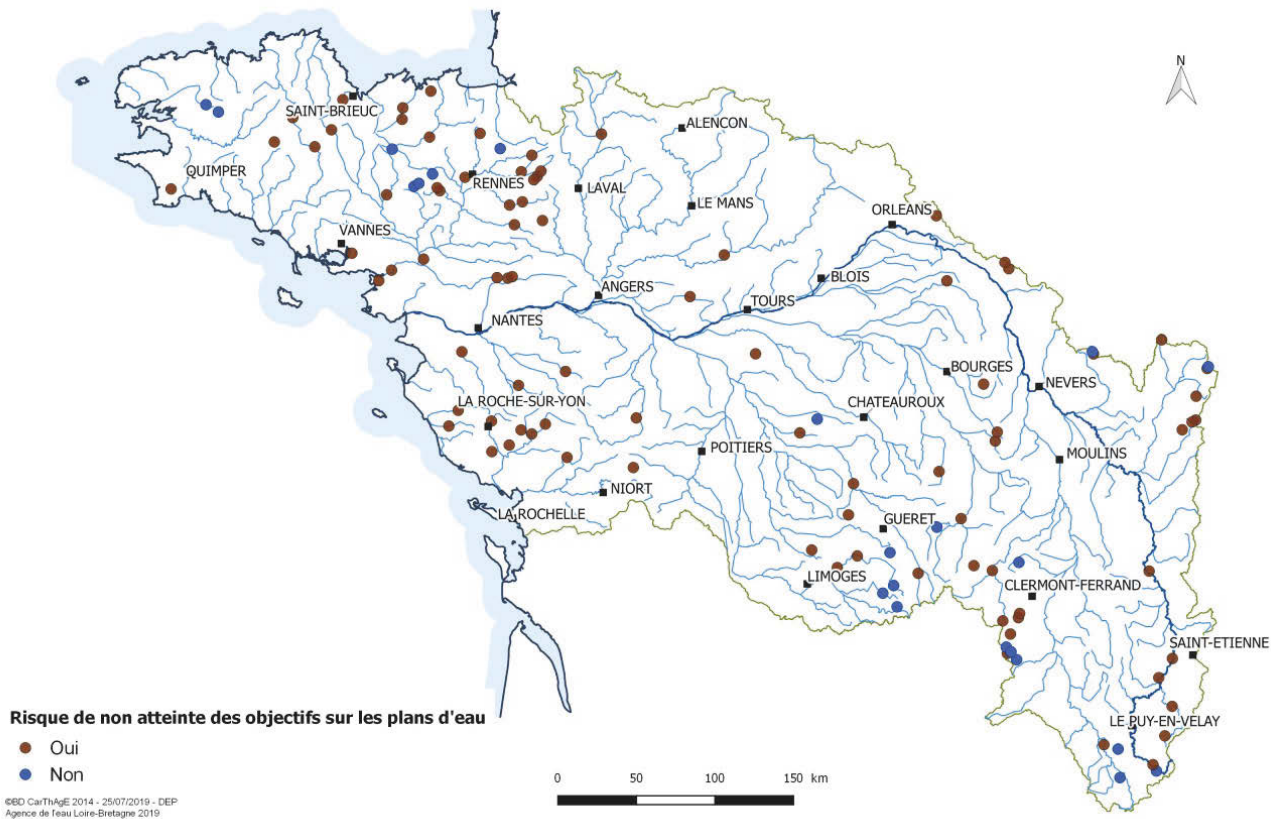 N
SAINT-BRIEUC
ALENCON
QUIMPER
RENNES
LAVAL
LE MANS
ORLEANS
VANNES
BLOIS
ANGERS
TOURS
NANTES
BOURGES
NEVERS
LA ROCHE-SUR-YON
CHATEAUROUX
POITIERS
MOULINS
NIORT
LA ROCHELLE
GUERET
LIMOGES
CLERMONT-FERRAND
SAINT-ETIENNE
LE PUY-EN-VELAY
Risque de non atteinte des objectifs sur les plans d'eau
Oui
Non
0 50 100 150 km
©BD CarThAgE 2014 - 25/07/2019 - DEP
Agence de l'eau Loire-Bretagne 2019